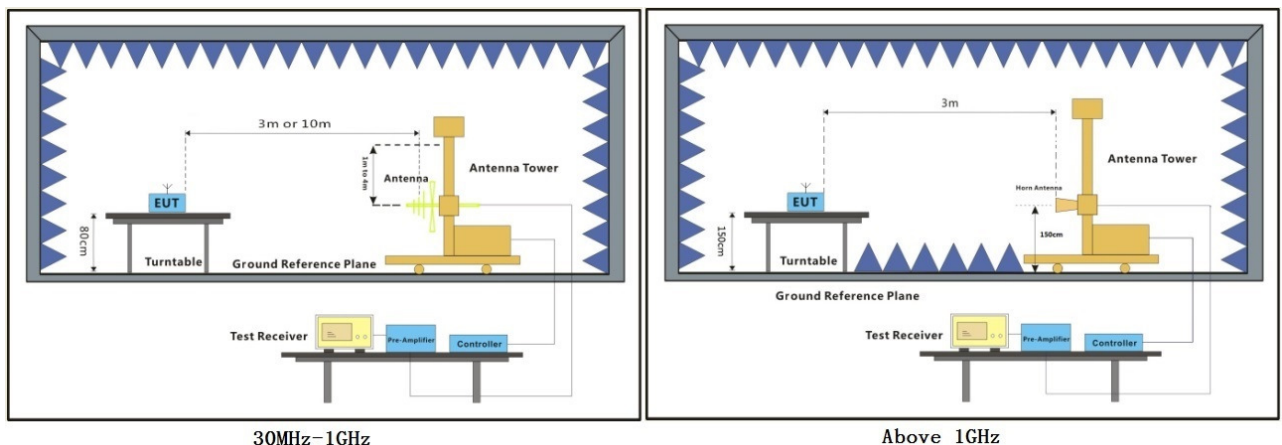 3m or 10m
1m to 4m
Antenna
Antenna Tower
EUT
80cm
Turntable
Ground Reference Plane
Test Receiver
Pre-Amplifier
Controller
30MHz-1GHz
3m
Antenna Tower
Horn Antenna
EUT
150cm
150cm
Turntable
Ground Reference Plane
Test Receiver
Pre-Amplifier
Controller
Above 1GHz